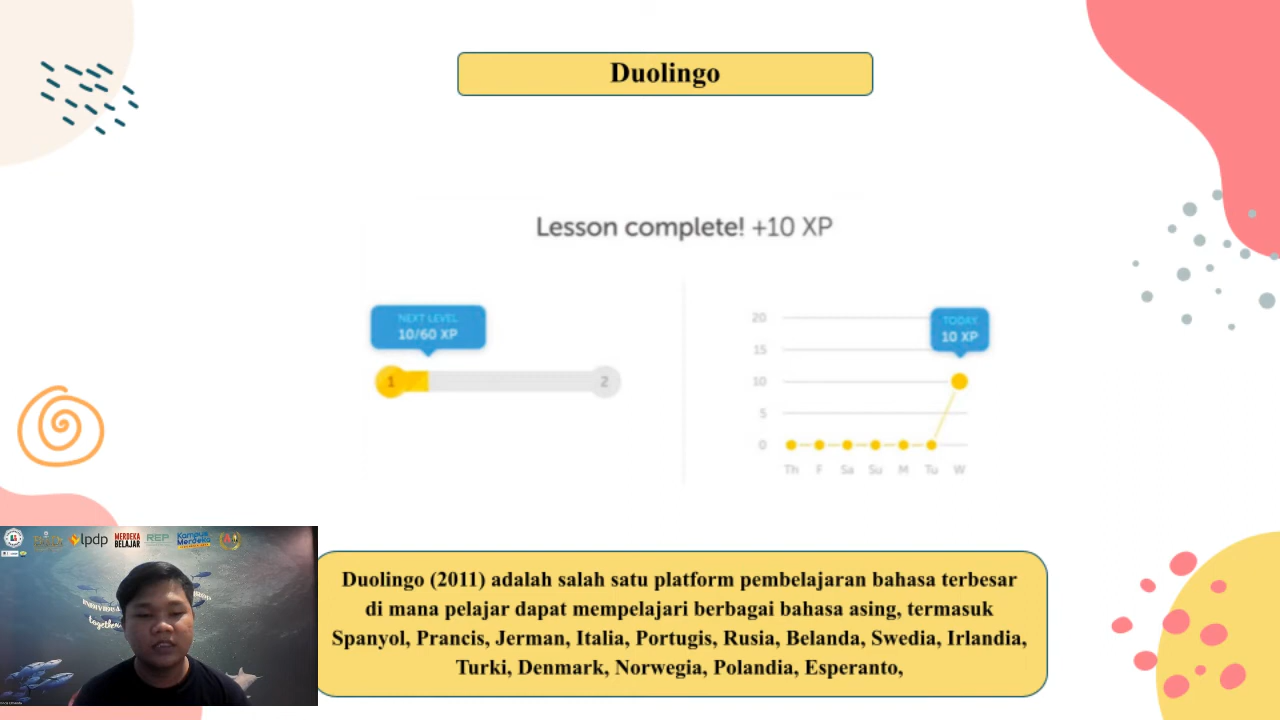 Duolingo
Lesson complete! +10 XP
NEXT LEVEL
10/60 XP
1
2
TODAY
10 XP
20
15
10
5
0
Th F Sa Su M Tu W
lpdp
MERDEKA
BELAJAR
Kampus
Merdeka
together
Duolingo (2011) adalah salah satu platform pembelajaran bahasa terbesar
di mana pelajar dapat mempelajari berbagai bahasa asing, termasuk
Spanyol, Prancis, Jerman, Italia, Portugis, Rusia, Belanda, Swedia, Irlandia,
Turki, Denmark, Norwegia, Polandia, Esperanto,